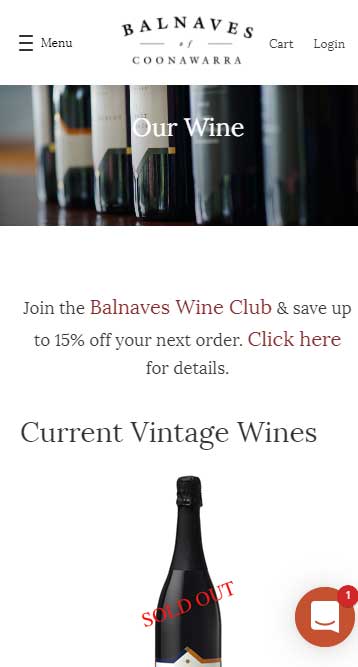 Menu
BALNAVES
of
COONAWARRA
Cart
Login
Our Wine
Join the Balnaves Wine Club & save up
to 15% off your next order. Click here
for details.
Current Vintage Wines
SOLD OUT
1